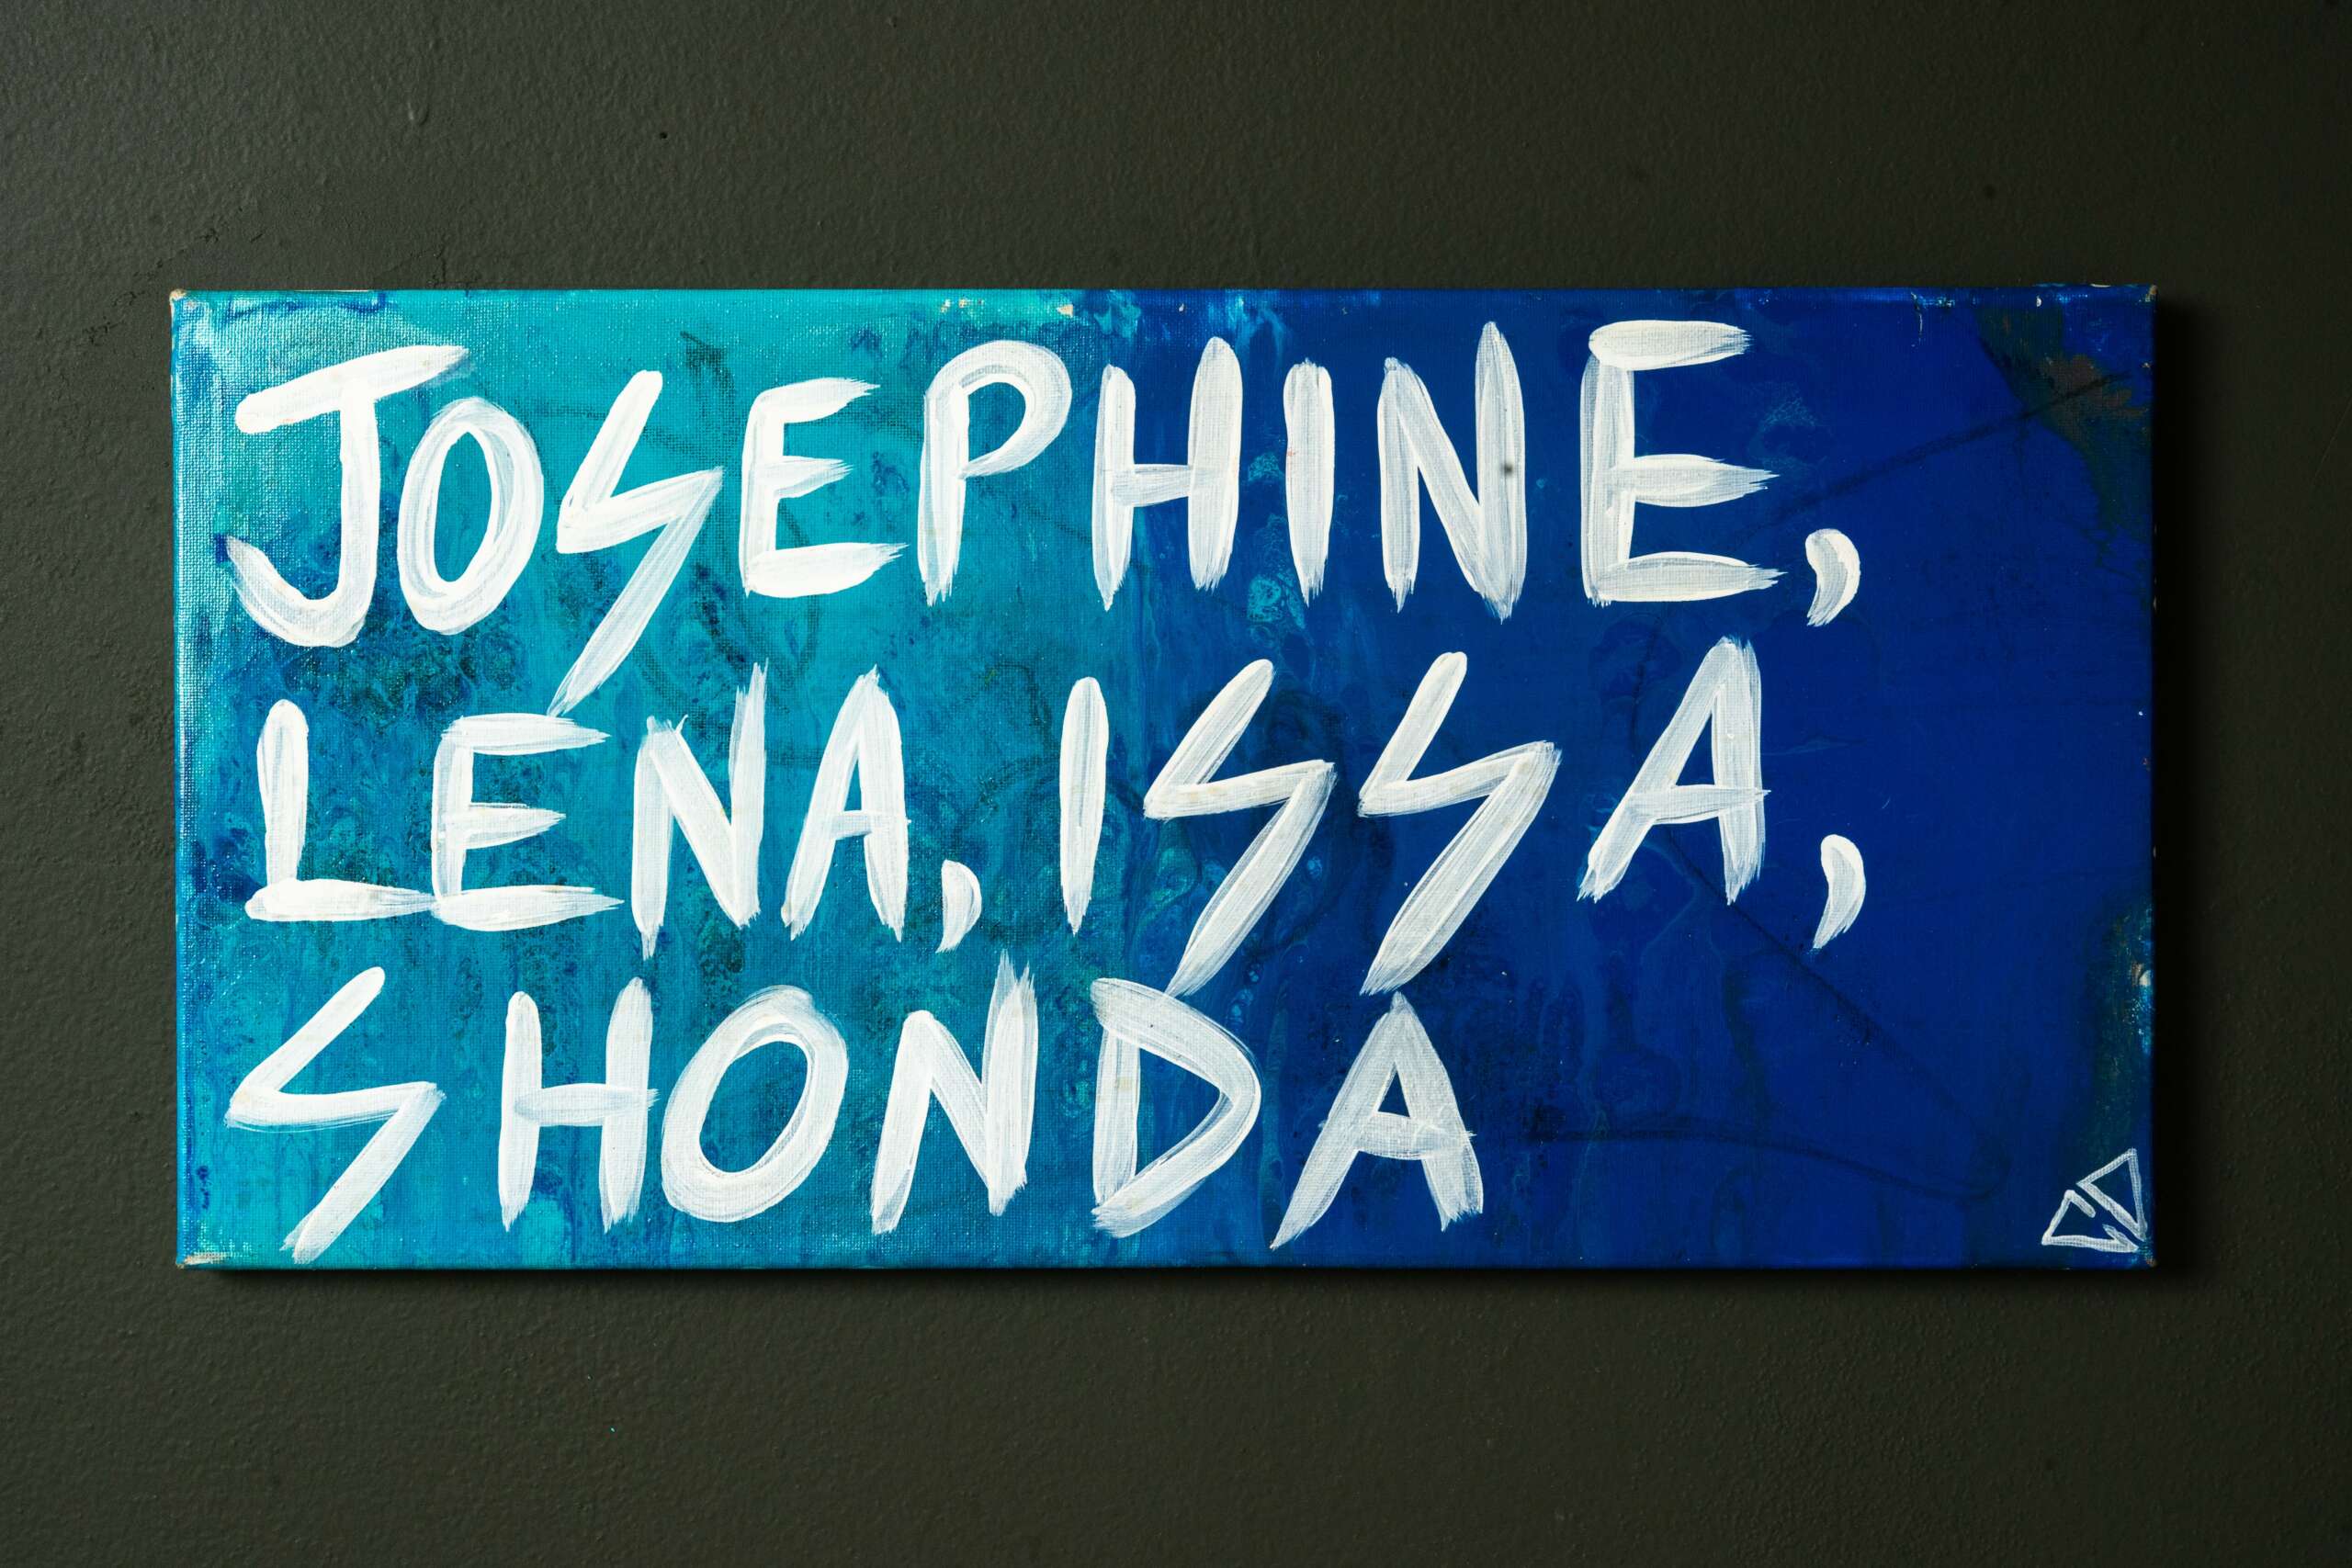 JOSEPHINE,
LENA, ISSA,
SHONDA